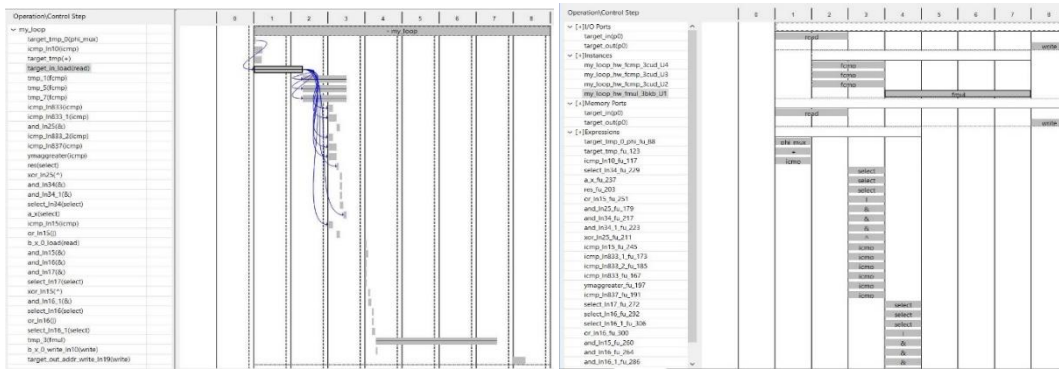 Operation\Control Step
0 1 2 3 4 5 6 7 8
my_loop
- my_loop
target_tmp_0(phi_mux)
icmp_ln10(icmp)
target_tmp(+)
target_in_load(read)
tmp_1(fcmp)
tmp_5(fcmp)
tmp_7(fcmp)
icmp_ln833(icmp)
icmp_ln833_1(icmp)
and_ln25(&)
icmp_ln833_2(icmp)
icmp_ln837(icmp)
ymaggreater(icmp)
res(select)
xor_ln25(^)
and_ln34(&)
and_ln34_1(&)
select_ln34(select)
a_x(select)
icmp_ln15(icmp)
or_ln15(|)
b_x_0_load(read)
and_ln15(&)
and_ln16(&)
and_ln17(&)
select_ln17(select)
xor_ln15(^)
and_ln16_1(&)
select_ln16(select)
or_ln16(|)
select_ln16_1(select)
tmp_3(fmul)
b_x_0_write_ln10(write)
target_out_addr_write_ln19(write)
Operation\Control Step
0 1 2 3 4 5 6 7 8
[+]I/O Ports
target_in(p0) read
target_out(p0) write
[+]Instances
my_loop_hw_fcmp_3cud_U4 fcmp
my_loop_hw_fcmp_3cud_U3 fcmp
my_loop_hw_fcmp_3cud_U2 fcmp
my_loop_hw_fmul_3bkb_U1 fmul
[+]Memory Ports
target_in(p0) read
target_out(p0) write
[+]Expressions
target_tmp_0_phi_fu_88 phi_mux
target_tmp_fu_123 +
icmp_ln10_fu_117 icmp
select_ln34_fu_229 select
a_x_fu_237 select
res_fu_203 select
or_ln15_fu_251 |
and_ln25_fu_179 &
and_ln34_fu_217 &
and_ln34_1_fu_223 &
xor_ln25_fu_211 ^
icmp_ln15_fu_245 icmp
icmp_ln833_1_fu_173 icmp
icmp_ln833_2_fu_185 icmp
icmp_ln833_fu_167 icmp
ymaggreater_fu_197 icmp
icmp_ln837_fu_191 icmp
select_ln17_fu_272 select
select_ln16_fu_292 select
select_ln16_1_fu_306 select
or_ln16_fu_300 |
and_ln15_fu_260 &
and_ln16_fu_264 &
and_ln16_1_fu_286 &